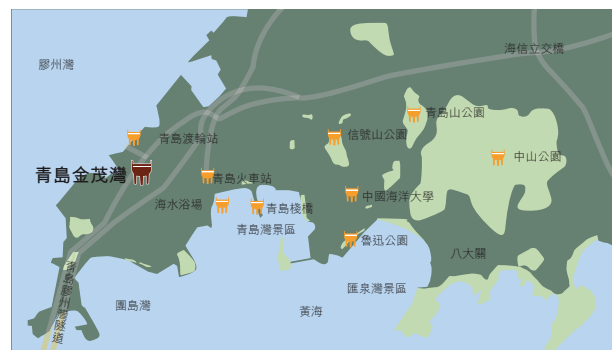 海信立交橋
膠州灣
青島山公園
信號山公園
青島渡輪站
中山公園
青島金茂灣
青島火車站
中國海洋大學
海水浴場
青島棧橋
青島灣景區
魯迅公園
八大關
青島膠州灣隧道
匯泉灣景區
團島灣
黃海